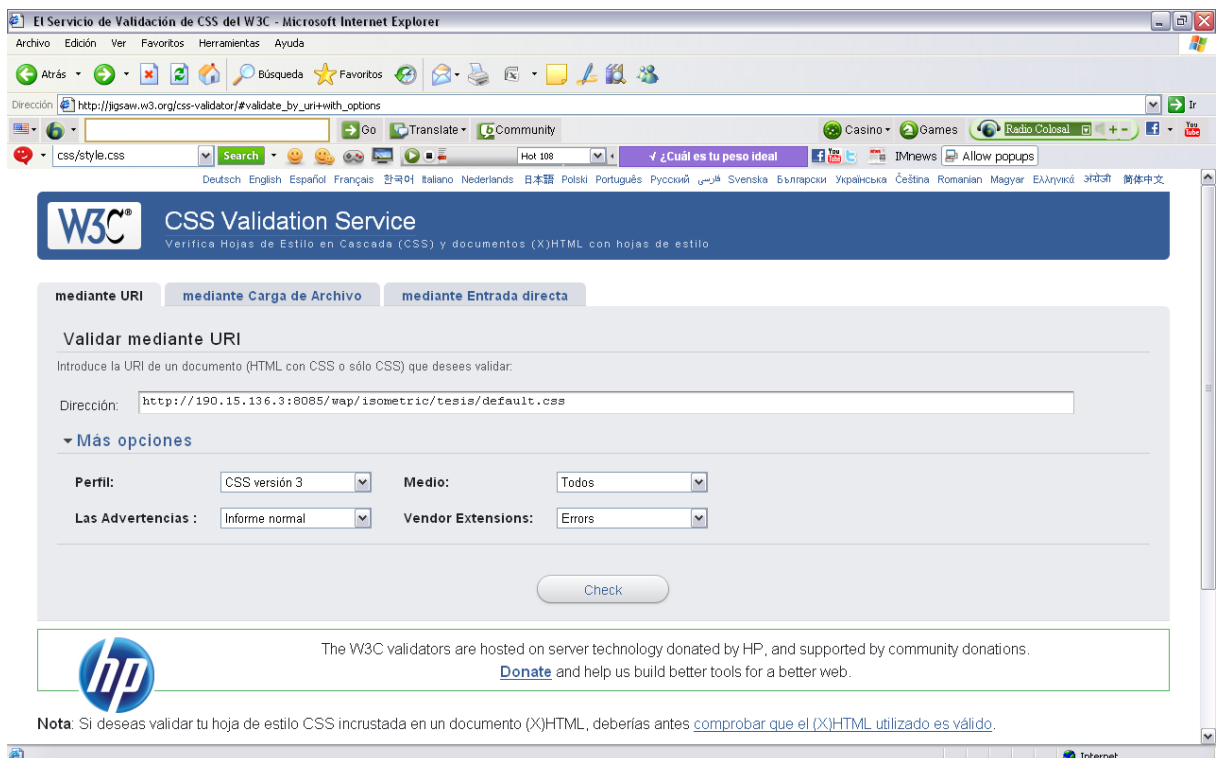 El Servicio de Validación de CSS del W3C - Microsoft Internet Explorer
Archivo Edición Ver Favoritos Herramientas Ayuda
Atrás Búsqueda Favoritos
Dirección http://jigsaw.w3.org/css-validator/#validate_by_uri+with_options Ir
Go Translate Community Casino Games Radio Colosal You Tube
css/style.css Search Hot 108 ¿Cuál es tu peso ideal IMnews Allow popups
Deutsch English Español Français 한국어 Italiano Nederlands 日本語 Polski Português Русский فارسی Svenska Български Українська Čeština Romanian Magyar Ελληνικά अंग्रेजी 简体中文
W3C® CSS Validation Service
Verifica Hojas de Estilo en Cascada (CSS) y documentos (X)HTML con hojas de estilo
mediante URI mediante Carga de Archivo mediante Entrada directa
Validar mediante URI
Introduce la URI de un documento (HTML con CSS o sólo CSS) que desees validar:
Dirección: http://190.15.136.3:8085/wap/isometric/tesis/default.css
Más opciones
Perfil: CSS versión 3 Medio: Todos
Las Advertencias : Informe normal Vendor Extensions: Errors
Check
The W3C validators are hosted on server technology donated by HP, and supported by community donations.
hp Donate and help us build better tools for a better web.
Nota: Si deseas validar tu hoja de estilo CSS incrustada en un documento (X)HTML, deberías antes comprobar que el (X)HTML utilizado es válido.
Internet